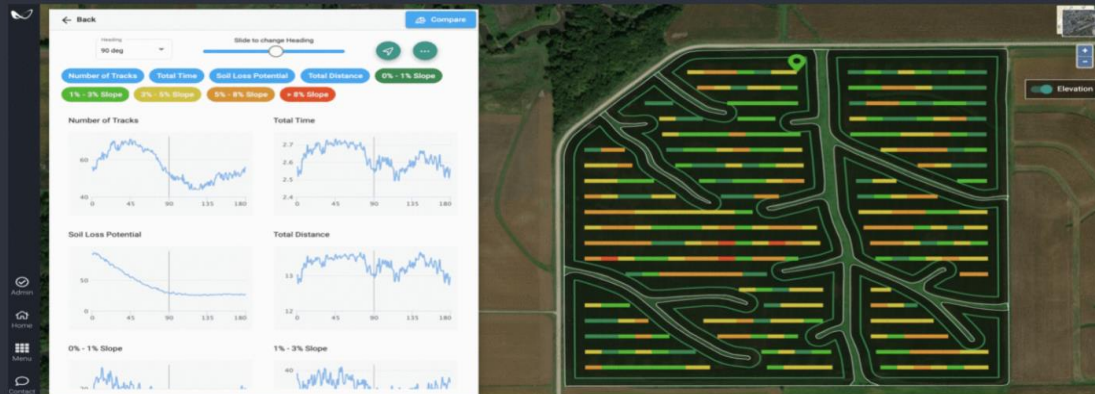 ← Back
Compare
Heading
90 deg
Slide to change Heading
Number of Tracks
Total Time
Soil Loss Potential
Total Distance
0% - 1% Slope
1% - 3% Slope
3% - 5% Slope
5% - 8% Slope
+ 8% Slope
Number of Tracks
60
40
0 45 90 135 180
Total Time
2.7
2.6
2.5
2.4
0 45 90 135 180
Soil Loss Potential
50
0
0 45 90 135 180
Total Distance
13
12
0 45 90 135 180
0% - 1% Slope
1% - 3% Slope
40
Admin
Home
Menu
Contact
+
−
Elevation